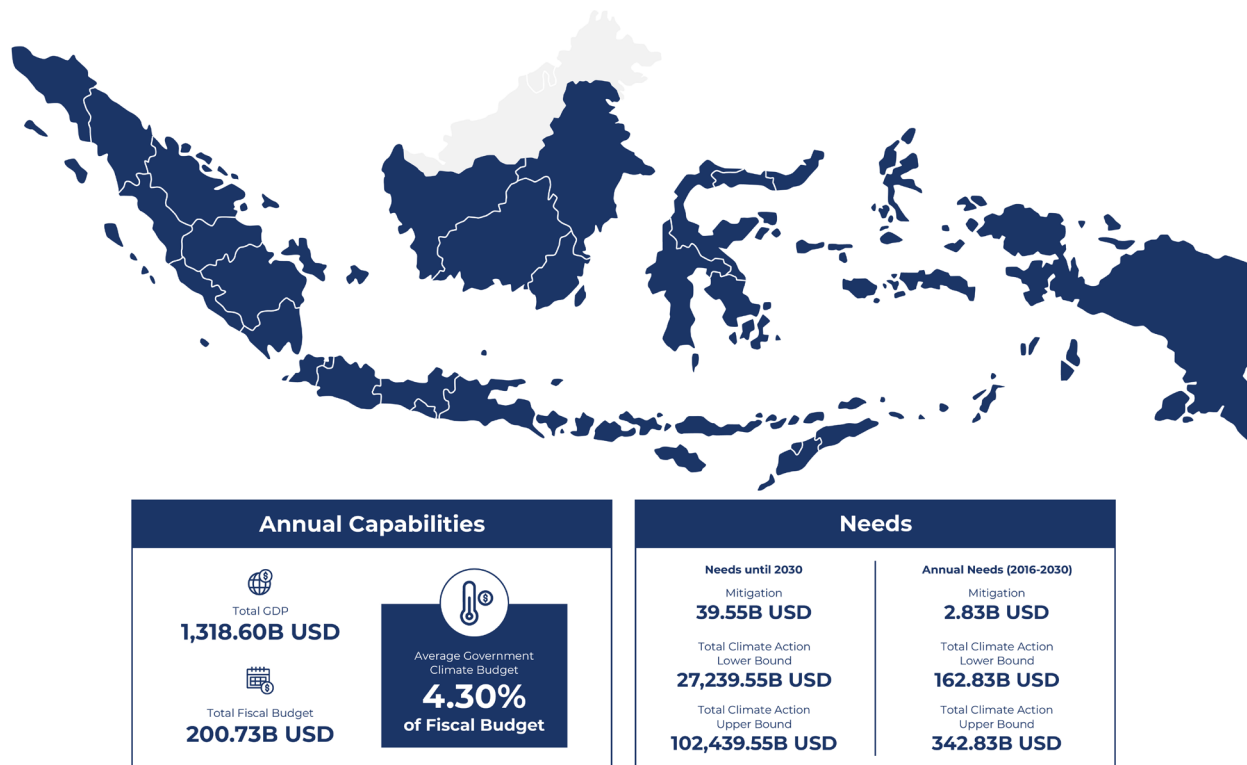 Annual Capabilities
Total GDP
1,318.60B USD
Total Fiscal Budget
200.73B USD
Average Government
Climate Budget
4.30%
of Fiscal Budget
Needs
Needs until 2030
Mitigation
39.55B USD
Total Climate Action
Lower Bound
27,239.55B USD
Total Climate Action
Upper Bound
102,439.55B USD
Annual Needs (2016-2030)
Mitigation
2.83B USD
Total Climate Action
Lower Bound
162.83B USD
Total Climate Action
Upper Bound
342.83B USD